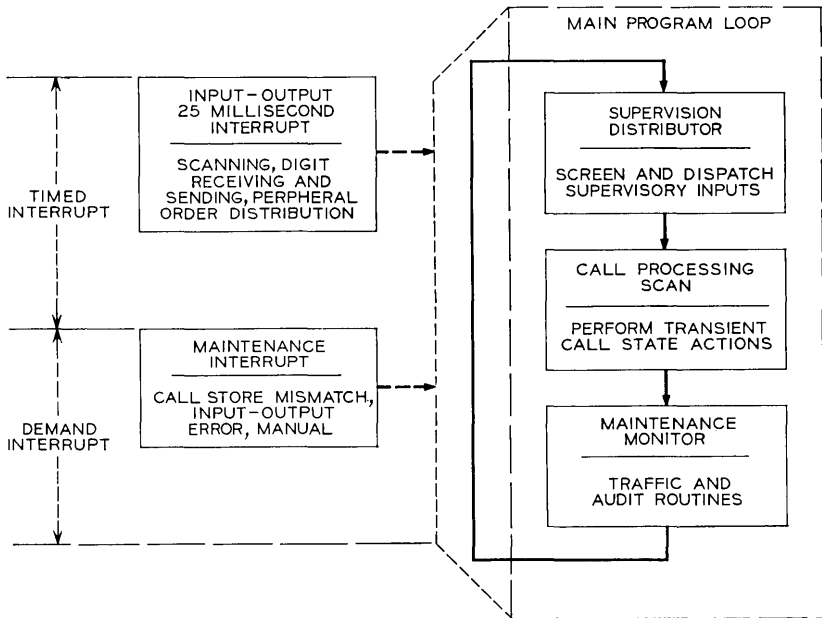 MAIN PROGRAM LOOP
INPUT-OUTPUT
25 MILLISECOND
INTERRUPT
SCANNING, DIGIT
RECEIVING AND
SENDING, PERPHERAL
ORDER DISTRIBUTION
TIMED
INTERRUPT
SUPERVISION
DISTRIBUTOR
SCREEN AND DISPATCH
SUPERVISORY INPUTS
CALL PROCESSING
SCAN
PERFORM TRANSIENT
CALL STATE ACTIONS
MAINTENANCE
INTERRUPT
CALL STORE MISMATCH,
INPUT-OUTPUT
ERROR, MANUAL
DEMAND
INTERRUPT
MAINTENANCE
MONITOR
TRAFFIC AND
AUDIT ROUTINES